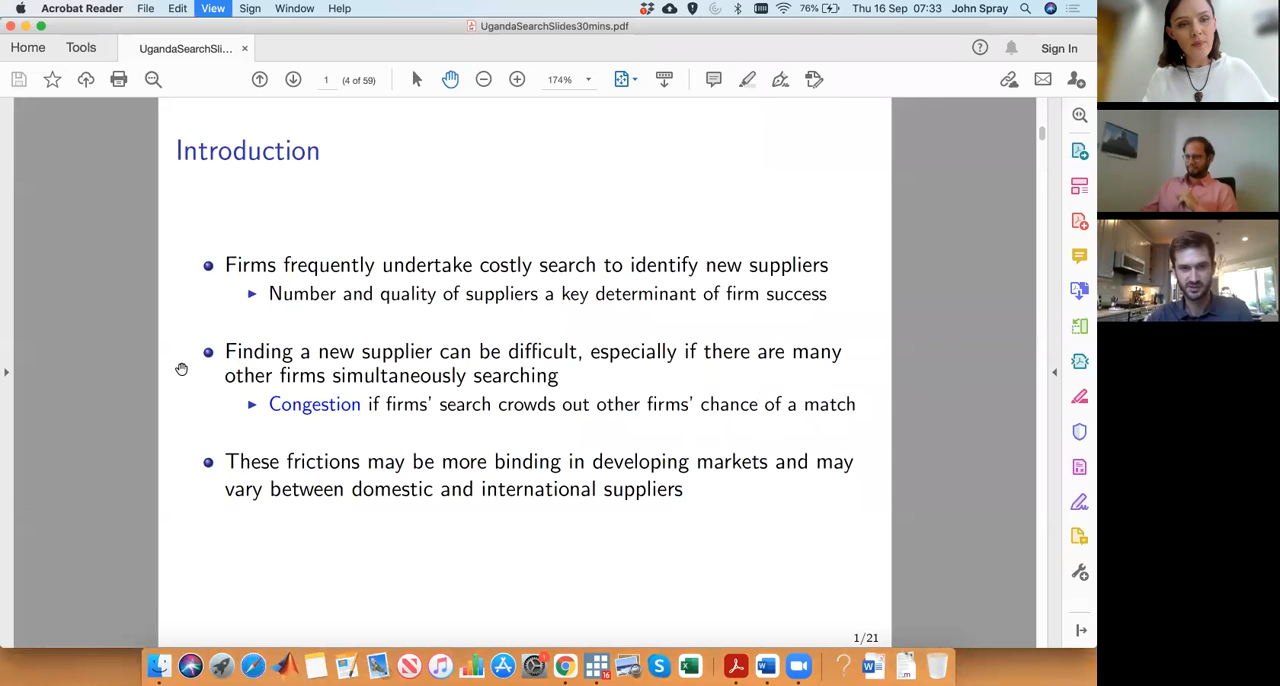 Acrobat Reader File Edit View Sign Window Help 76% Thu 16 Sep 07:33 John Spray
UgandaSearchSlides30mins.pdf
Home Tools UgandaSearchSli... × Sign In
1 (4 of 59) 174%
Introduction
Firms frequently undertake costly search to identify new suppliers
Number and quality of suppliers a key determinant of firm success
Finding a new supplier can be difficult, especially if there are many
other firms simultaneously searching
Congestion if firms' search crowds out other firms' chance of a match
These frictions may be more binding in developing markets and may
vary between domestic and international suppliers
1/21